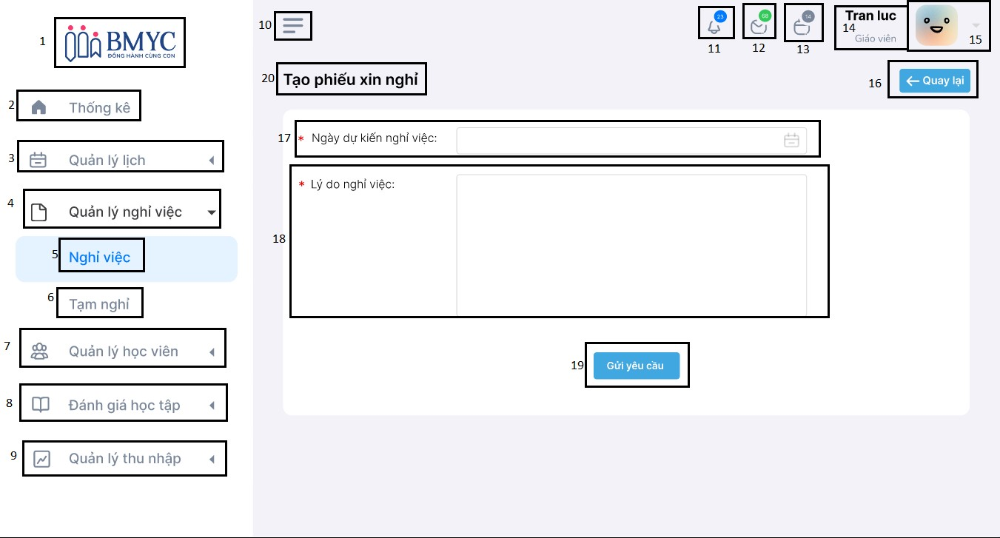 1
BMYC
ĐỒNG HÀNH CÙNG CON
2
Thống kê
3
Quản lý lịch
4
Quản lý nghỉ việc
5
Nghỉ việc
6
Tạm nghỉ
7
Quản lý học viên
8
Đánh giá học tập
9
Quản lý thu nhập
10
23
11
68
12
14
13
Tran luc
14
Giáo viên
15
20
Tạo phiếu xin nghỉ
16
Quay lại
17
* Ngày dự kiến nghỉ việc:
18
* Lý do nghỉ việc:
19
Gửi yêu cầu